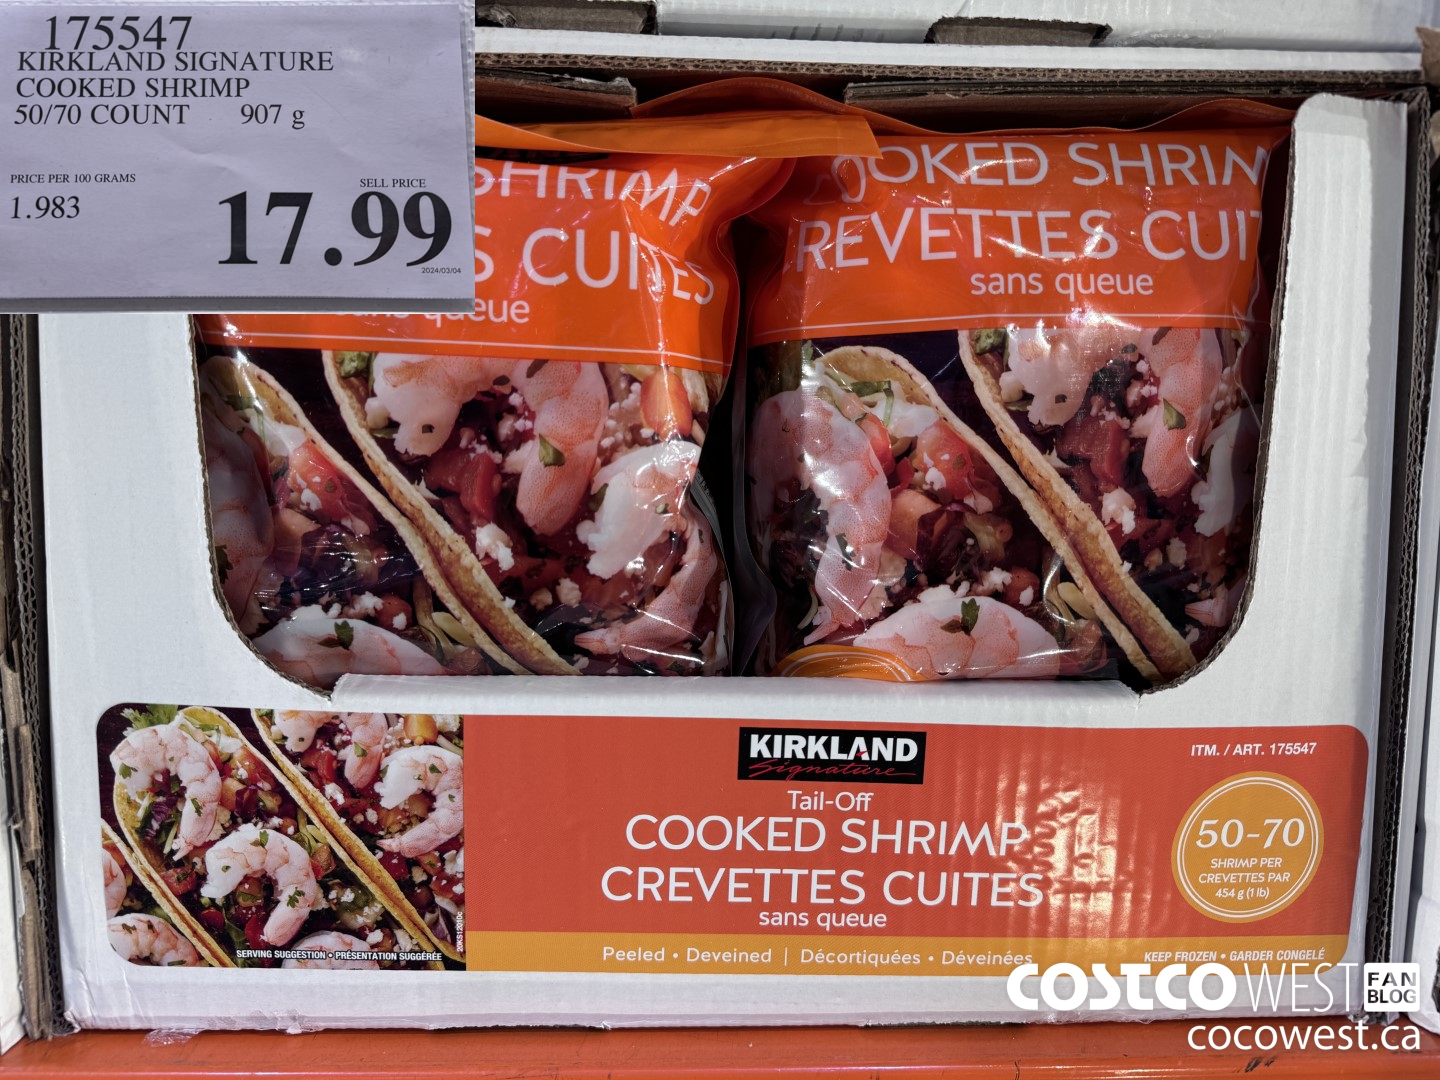 175547
KIRKLAND SIGNATURE
COOKED SHRIMP
50/70 COUNT 907 g
PRICE PER 100 GRAMS
1.983
SELL PRICE
17.99
2024/03/04
SHRIMP
S CUITES
queue
OOKED SHRIM
REVETTES CUIT
sans queue
KIRKLAND
Signature
ITM. / ART. 175547
Tail-Off
COOKED SHRIMP
CREVETTES CUITES
sans queue
50-70
SHRIMP PER
CREVETTES PAR
454 g (1 lb)
Peeled • Deveined | Décortiquées • Déveinées
SERVING SUGGESTION • PRÉSENTATION SUGGÉRÉE
KEEP FROZEN • GARDER CONGELÉ
COSTCO WEST FAN BLOG
cocowest.ca